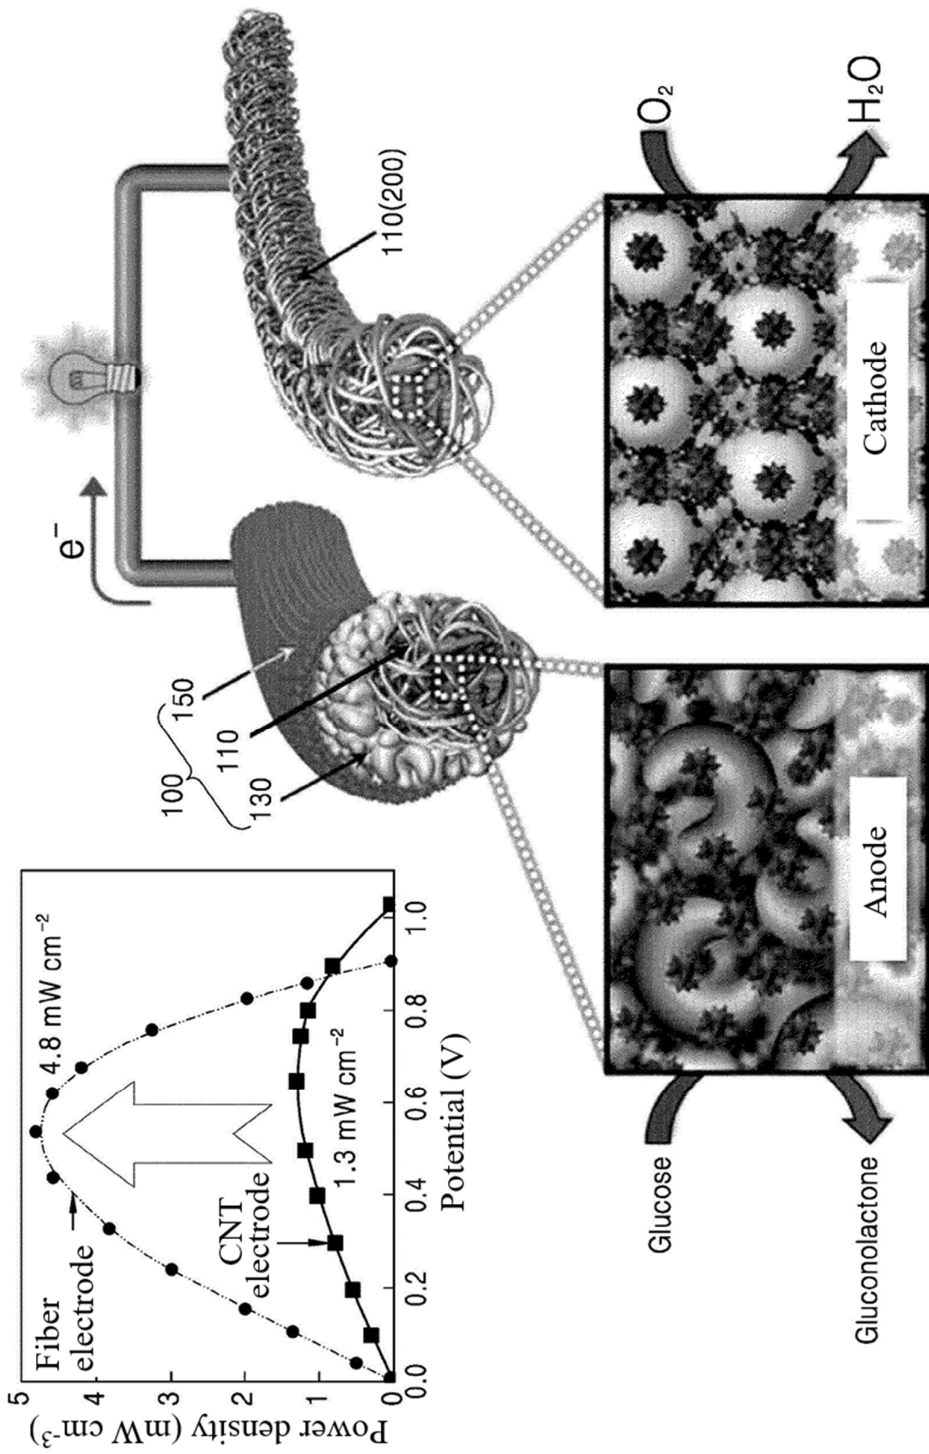 5
4
3
2
1
0
Power density (mW cm⁻³)
0.0
0.2
0.4
0.6
0.8
1.0
Potential (V)
Fiber
electrode
4.8 mW cm⁻²
CNT
electrode
1.3 mW cm⁻²
100
150
110
130
e⁻
110(200)
Glucose
Gluconolactone
Anode
Cathode
O₂
H₂O